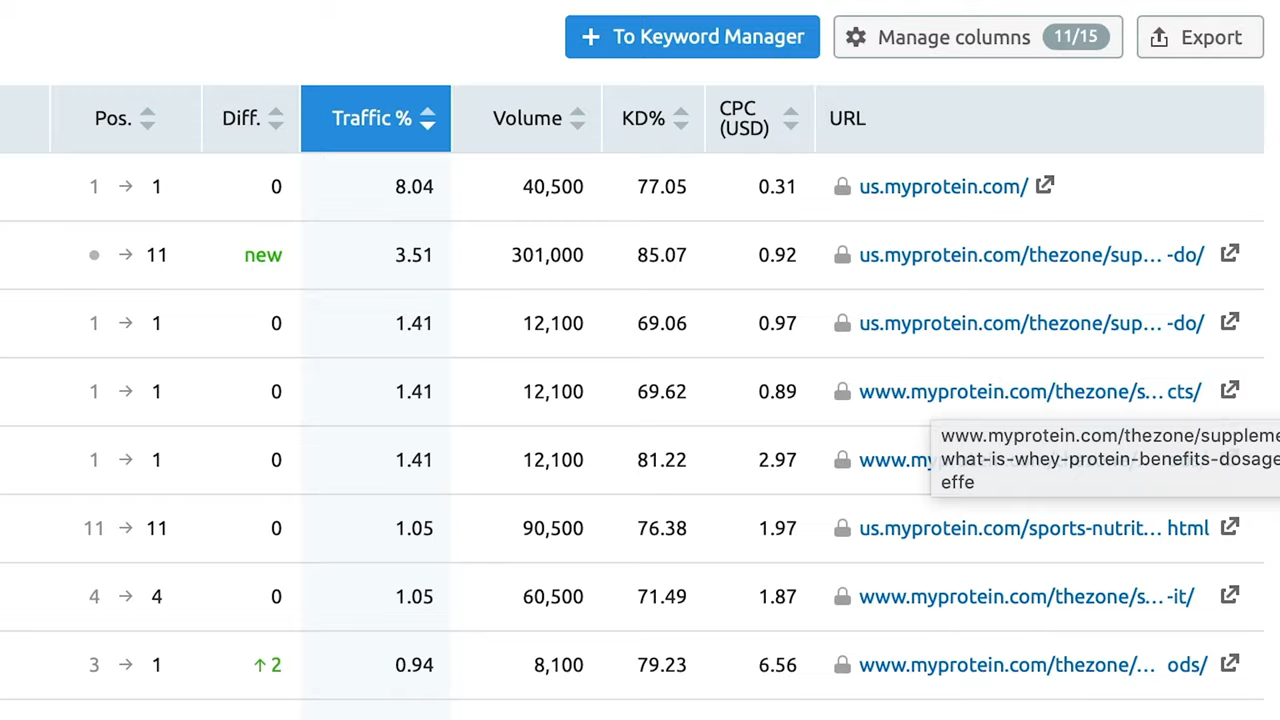 + To Keyword Manager Manage columns 11/15 Export
Pos. Diff. Traffic % Volume KD% CPC (USD) URL
1 → 1 0 8.04 40,500 77.05 0.31 us.myprotein.com/
● → 11 new 3.51 301,000 85.07 0.92 us.myprotein.com/thezone/sup... -do/
1 → 1 0 1.41 12,100 69.06 0.97 us.myprotein.com/thezone/sup... -do/
1 → 1 0 1.41 12,100 69.62 0.89 www.myprotein.com/thezone/s... cts/
1 → 1 0 1.41 12,100 81.22 2.97 www.my
www.myprotein.com/thezone/suppleme
what-is-whey-protein-benefits-dosage
effe
11 → 11 0 1.05 90,500 76.38 1.97 us.myprotein.com/sports-nutrit... html
4 → 4 0 1.05 60,500 71.49 1.87 www.myprotein.com/thezone/s... -it/
3 → 1 ↑ 2 0.94 8,100 79.23 6.56 www.myprotein.com/thezone/... ods/